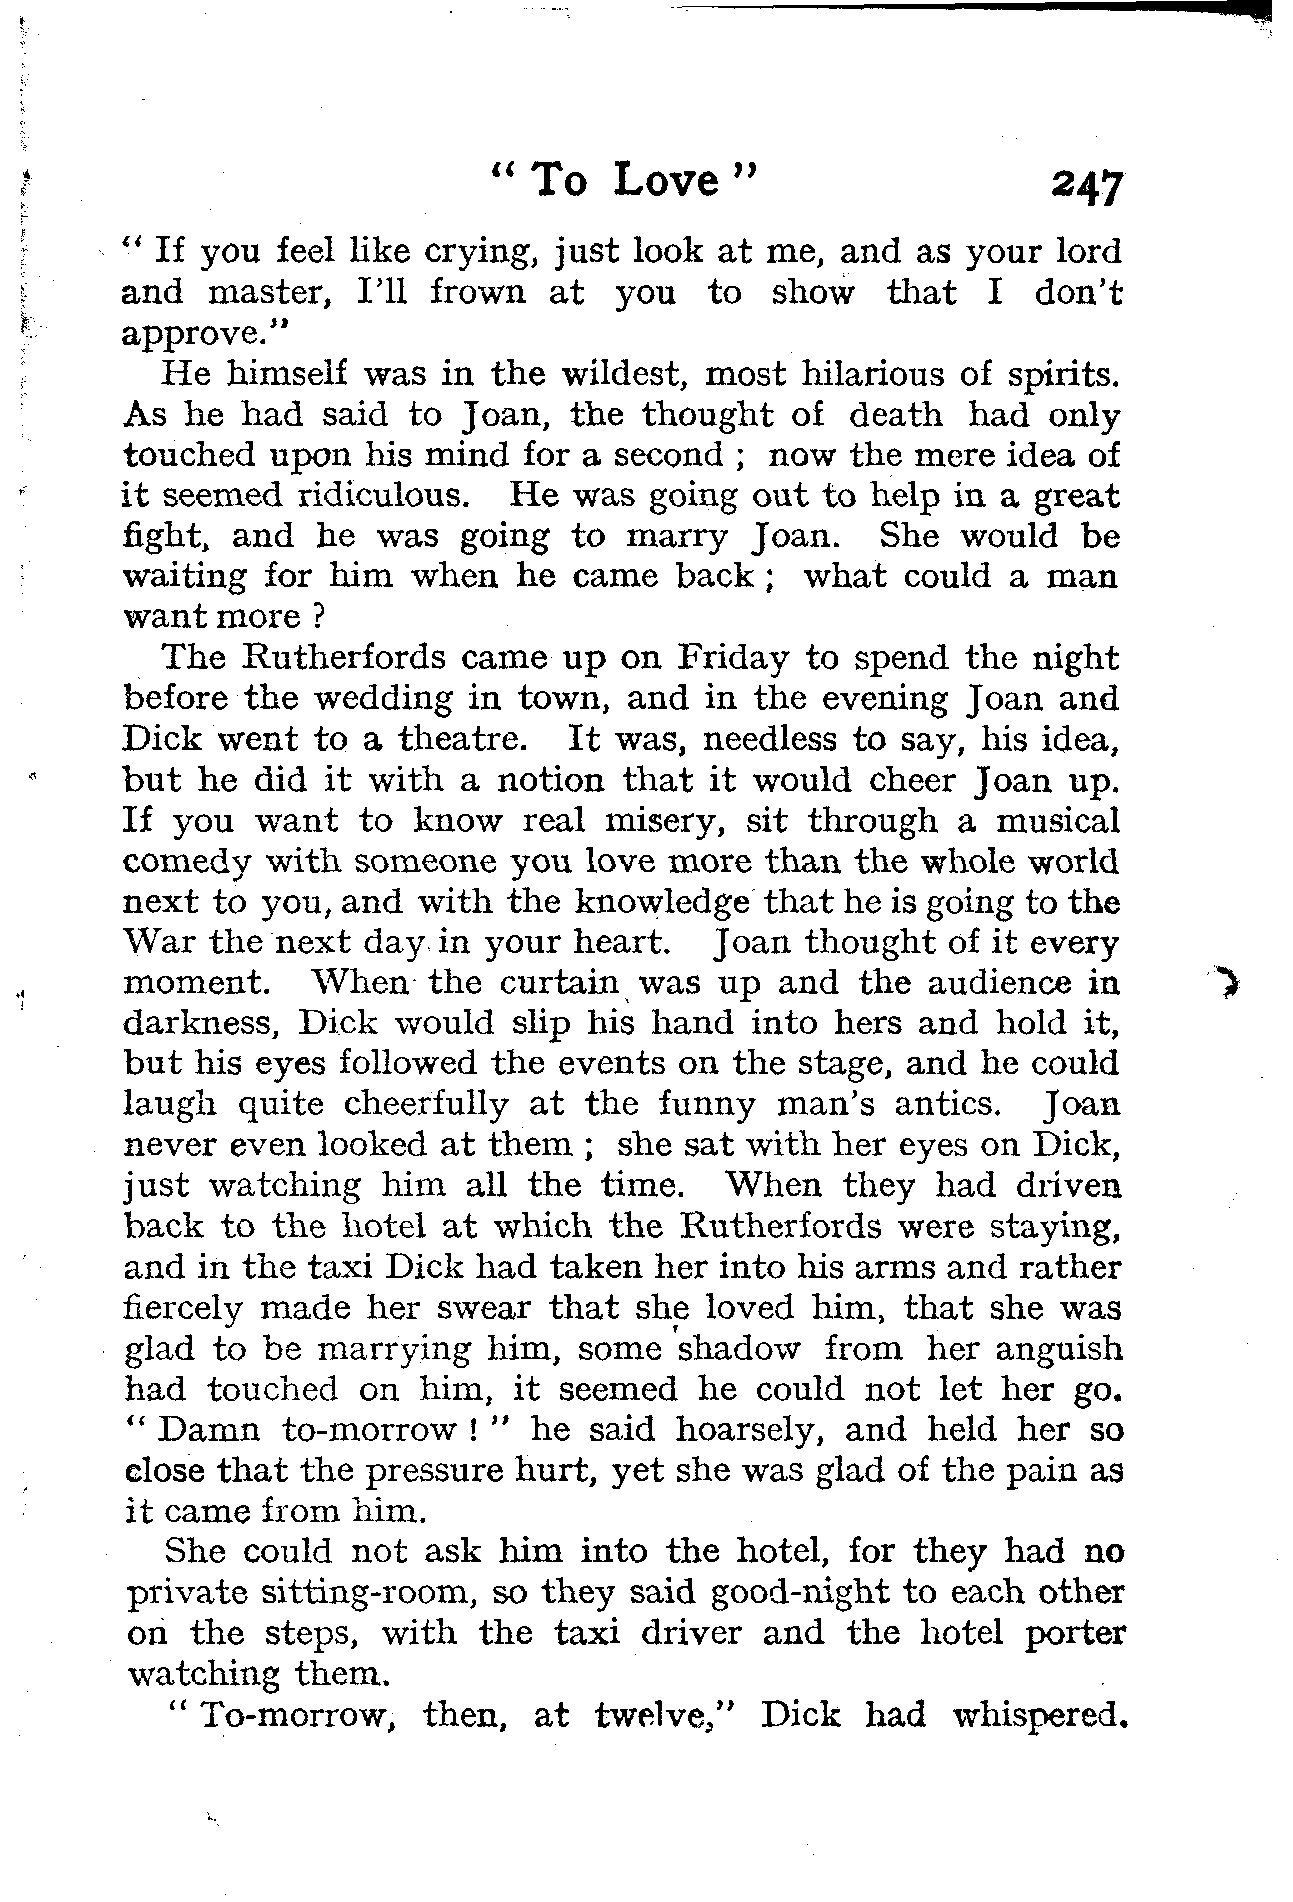 “ To Love ” 247
“ If you feel like crying, just look at me, and as your lord
and master, I'll frown at you to show that I don't
approve.”
He himself was in the wildest, most hilarious of spirits.
As he had said to Joan, the thought of death had only
touched upon his mind for a second ; now the mere idea of
it seemed ridiculous. He was going out to help in a great
fight, and he was going to marry Joan. She would be
waiting for him when he came back ; what could a man
want more ?
The Rutherfords came up on Friday to spend the night
before the wedding in town, and in the evening Joan and
Dick went to a theatre. It was, needless to say, his idea,
but he did it with a notion that it would cheer Joan up.
If you want to know real misery, sit through a musical
comedy with someone you love more than the whole world
next to you, and with the knowledge that he is going to the
War the next day in your heart. Joan thought of it every
moment. When the curtain was up and the audience in
darkness, Dick would slip his hand into hers and hold it,
but his eyes followed the events on the stage, and he could
laugh quite cheerfully at the funny man's antics. Joan
never even looked at them ; she sat with her eyes on Dick,
just watching him all the time. When they had driven
back to the hotel at which the Rutherfords were staying,
and in the taxi Dick had taken her into his arms and rather
fiercely made her swear that she loved him, that she was
glad to be marrying him, some shadow from her anguish
had touched on him, it seemed he could not let her go.
“ Damn to-morrow ! ” he said hoarsely, and held her so
close that the pressure hurt, yet she was glad of the pain as
it came from him.
She could not ask him into the hotel, for they had no
private sitting-room, so they said good-night to each other
on the steps, with the taxi driver and the hotel porter
watching them.
“ To-morrow, then, at twelve,” Dick had whispered.